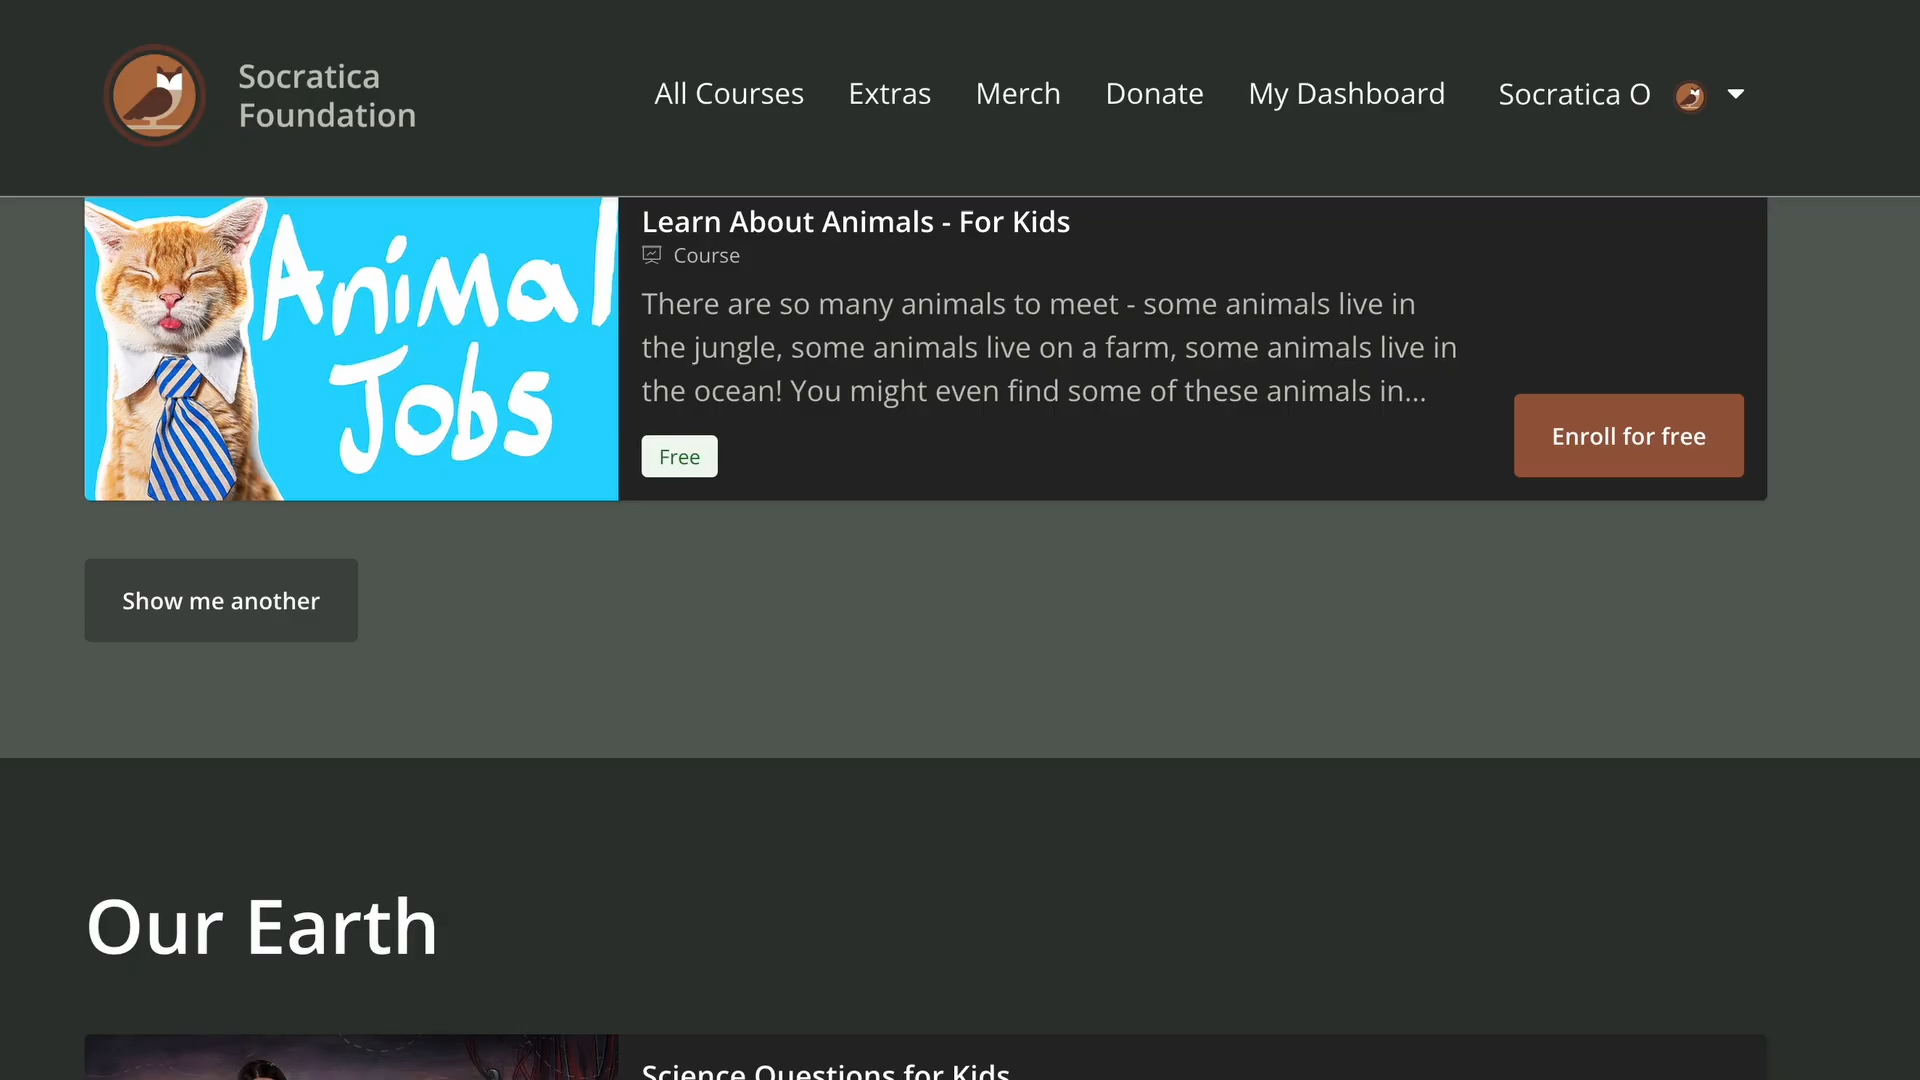 Socratica
Foundation
All Courses
Extras
Merch
Donate
My Dashboard
Socratica O
Animal
Jobs
Learn About Animals - For Kids
Course
There are so many animals to meet - some animals live in
the jungle, some animals live on a farm, some animals live in
the ocean! You might even find some of these animals in...
Free
Enroll for free
Show me another
Our Earth
Science Questions for Kids